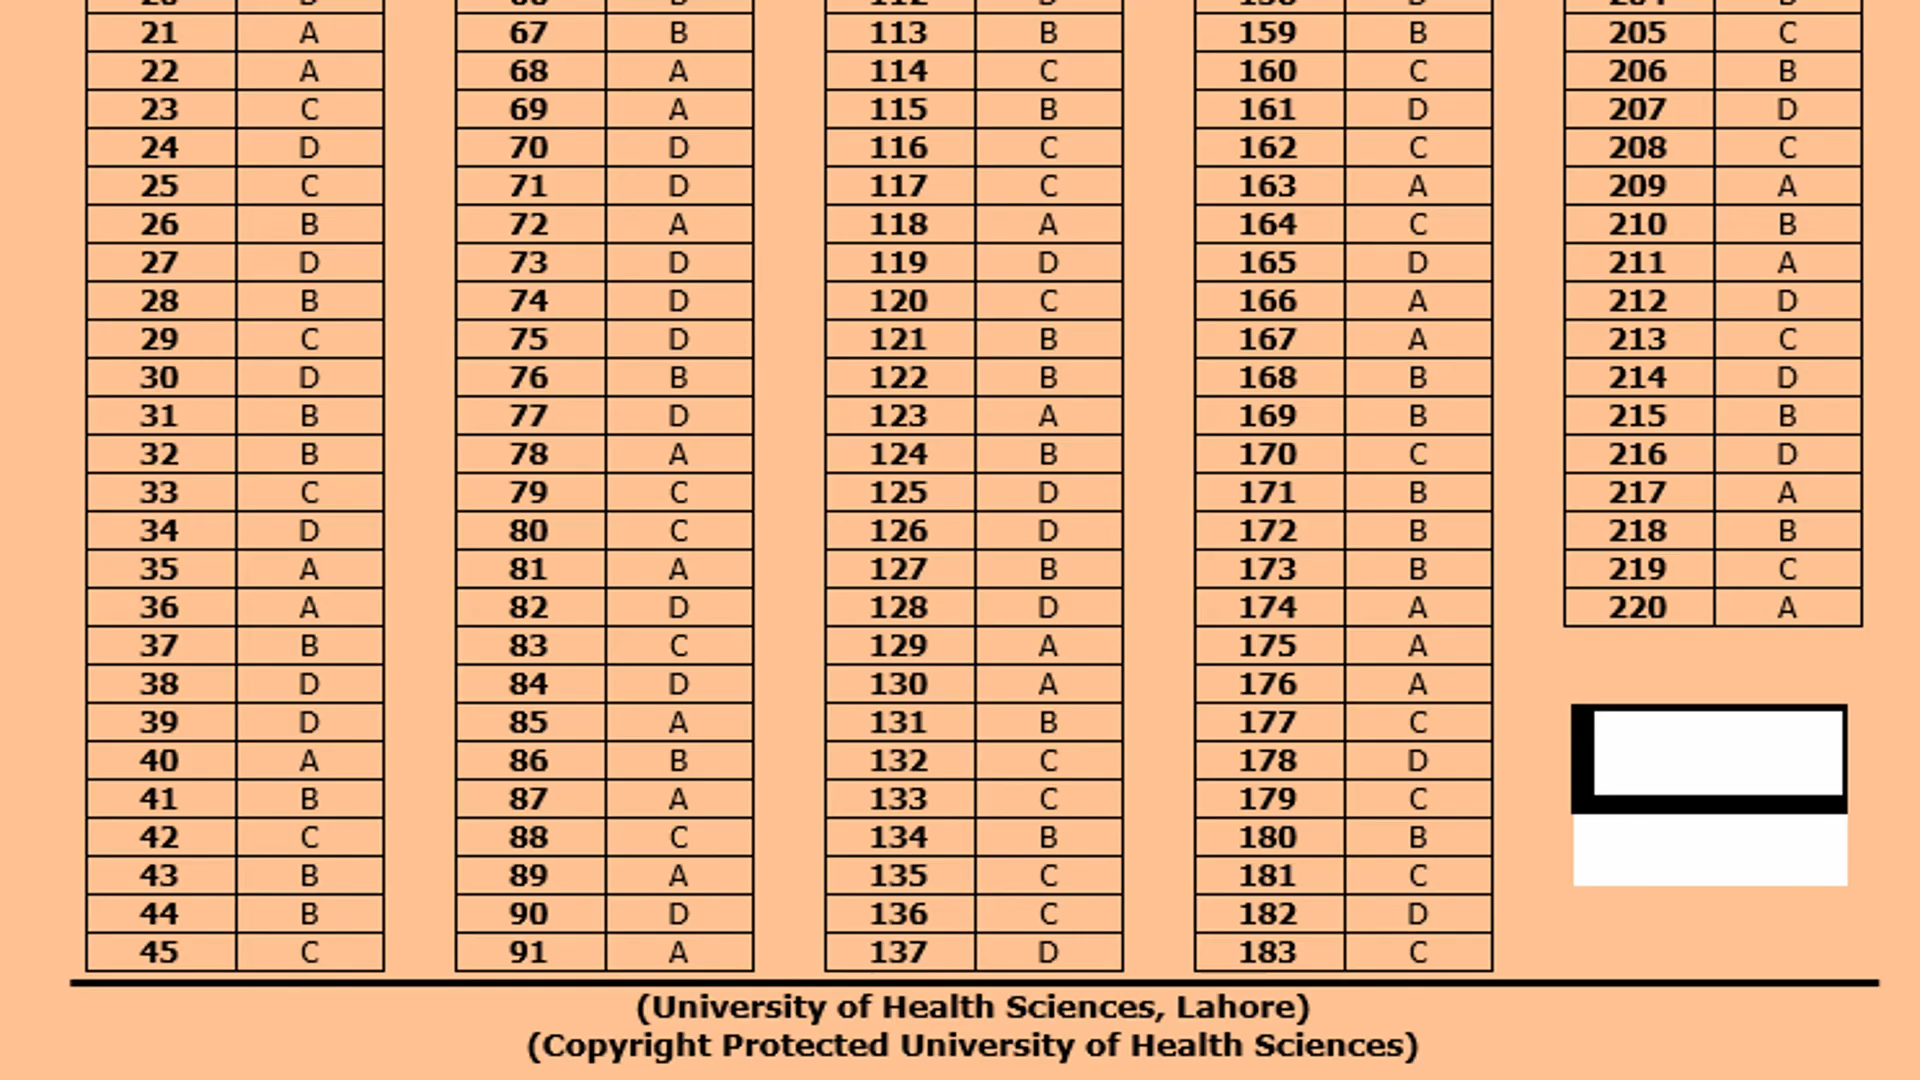 21 A 67 B 113 B 159 B 205 C
22 A 68 A 114 C 160 C 206 B
23 C 69 A 115 B 161 D 207 D
24 D 70 D 116 C 162 C 208 C
25 C 71 D 117 C 163 A 209 A
26 B 72 A 118 A 164 C 210 B
27 D 73 D 119 D 165 D 211 A
28 B 74 D 120 C 166 A 212 D
29 C 75 D 121 B 167 A 213 C
30 D 76 B 122 B 168 B 214 D
31 B 77 D 123 A 169 B 215 B
32 B 78 A 124 B 170 C 216 D
33 C 79 C 125 D 171 B 217 A
34 D 80 C 126 D 172 B 218 B
35 A 81 A 127 B 173 B 219 C
36 A 82 D 128 D 174 A 220 A
37 B 83 C 129 A 175 A
38 D 84 D 130 A 176 A
39 D 85 A 131 B 177 C
40 A 86 B 132 C 178 D
41 B 87 A 133 C 179 C
42 C 88 C 134 B 180 B
43 B 89 A 135 C 181 C
44 B 90 D 136 C 182 D
45 C 91 A 137 D 183 C
(University of Health Sciences, Lahore)
(Copyright Protected University of Health Sciences)